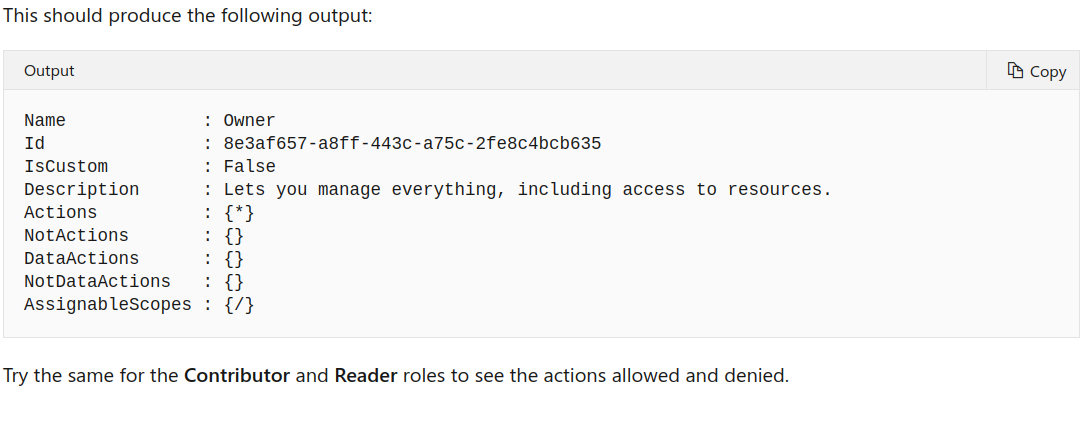 This should produce the following output:
Output
Copy
Name             : Owner
Id               : 8e3af657-a8ff-443c-a75c-2fe8c4bcb635
IsCustom         : False
Description      : Lets you manage everything, including access to resources.
Actions          : {*}
NotActions       : {}
DataActions      : {}
NotDataActions   : {}
AssignableScopes : {/}
Try the same for the Contributor and Reader roles to see the actions allowed and denied.